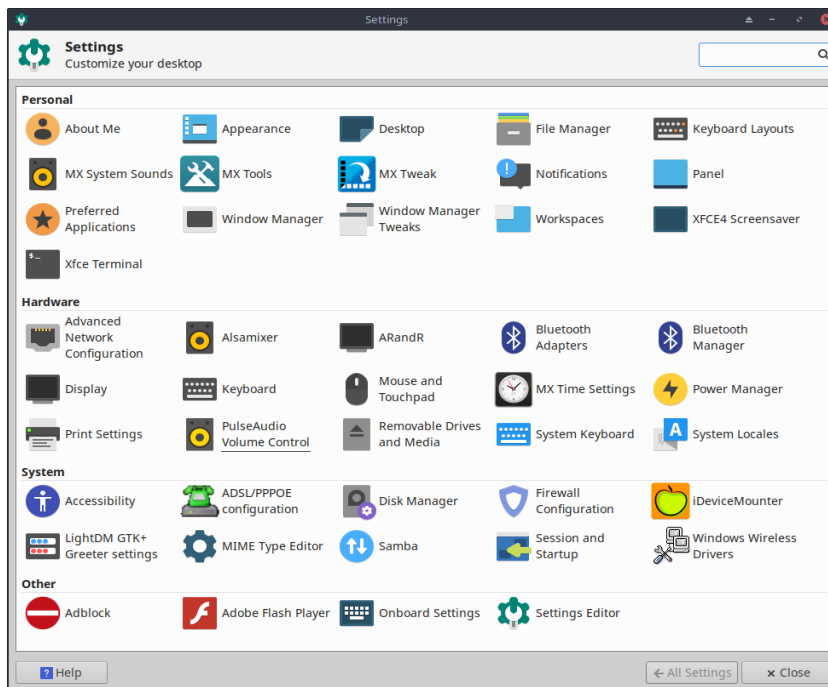 Settings
Settings
Customize your desktop
Personal
About Me
Appearance
Desktop
File Manager
Keyboard Layouts
MX System Sounds
MX Tools
MX Tweak
Notifications
Panel
Preferred
Applications
Window Manager
Window Manager
Tweaks
Workspaces
XFCE4 Screensaver
$_
Xfce Terminal
Hardware
Advanced
Network
Configuration
Alsamixer
ARandR
Bluetooth
Adapters
Bluetooth
Manager
Display
Keyboard
Mouse and
Touchpad
MX Time Settings
Power Manager
Print Settings
PulseAudio
Volume Control
Removable Drives
and Media
System Keyboard
A
System Locales
System
Accessibility
ADSL/PPPOE
configuration
Disk Manager
Firewall
Configuration
iDeviceMounter
LightDM GTK+
Greeter settings
MIME Type Editor
Samba
Session and
Startup
Windows Wireless
Drivers
Other
Adblock
Adobe Flash Player
Onboard Settings
Settings Editor
? Help
← All Settings
× Close